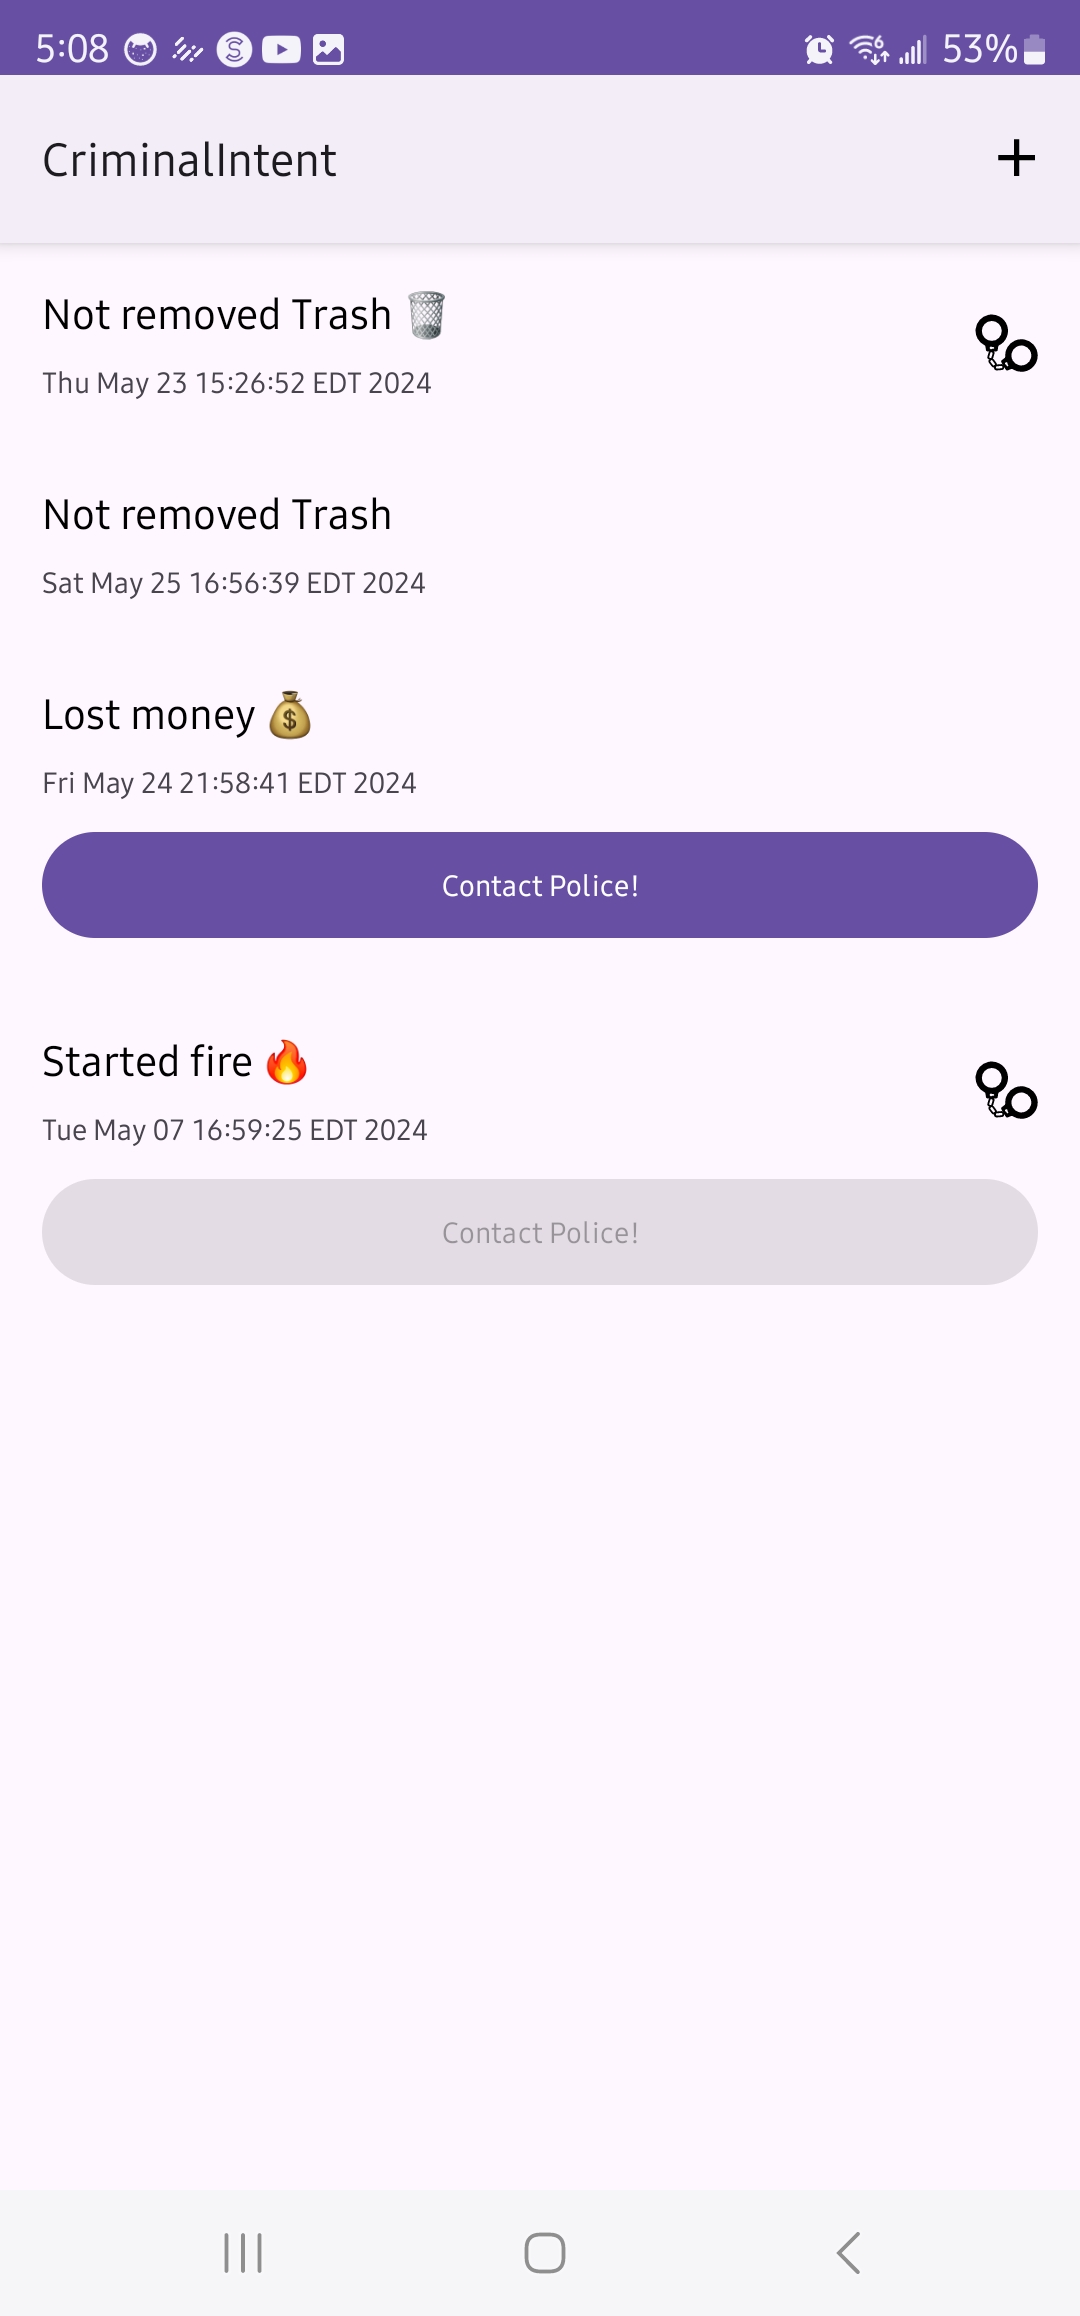 5:08
53%
CriminalIntent
Not removed Trash 🗑️
Thu May 23 15:26:52 EDT 2024
Not removed Trash
Sat May 25 16:56:39 EDT 2024
Lost money 💰
Fri May 24 21:58:41 EDT 2024
Contact Police!
Started fire 🔥
Tue May 07 16:59:25 EDT 2024
Contact Police!